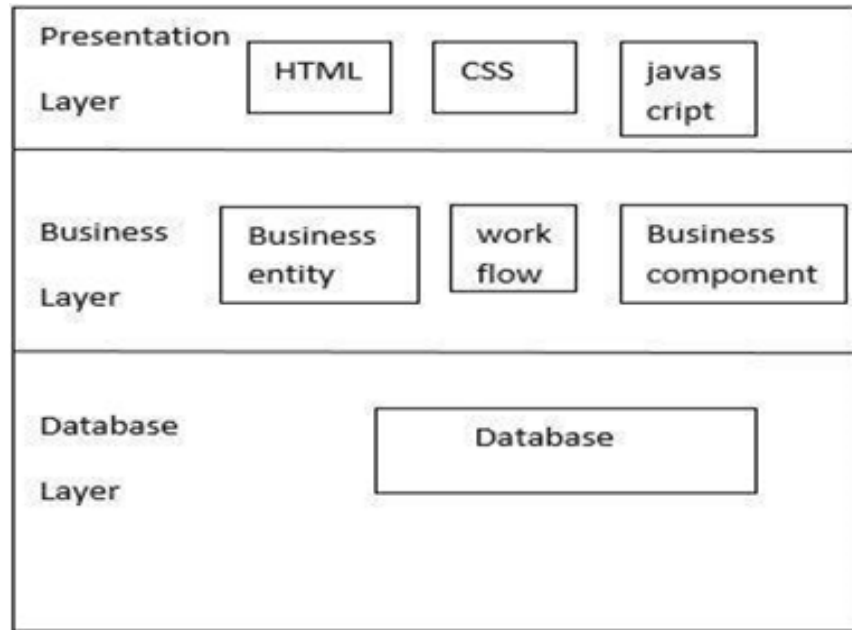 Presentation
Layer
HTML
CSS
javas
cript
Business
Layer
Business
entity
work
flow
Business
component
Database
Layer
Database